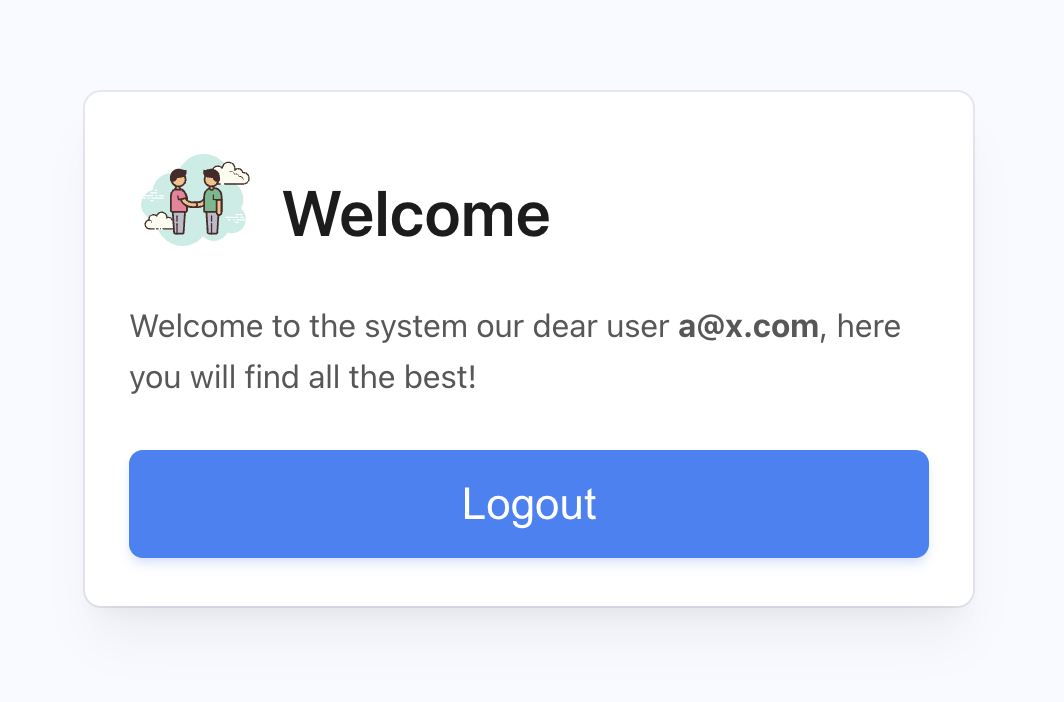 Welcome
Welcome to the system our dear user a@x.com, here
you will find all the best!
Logout